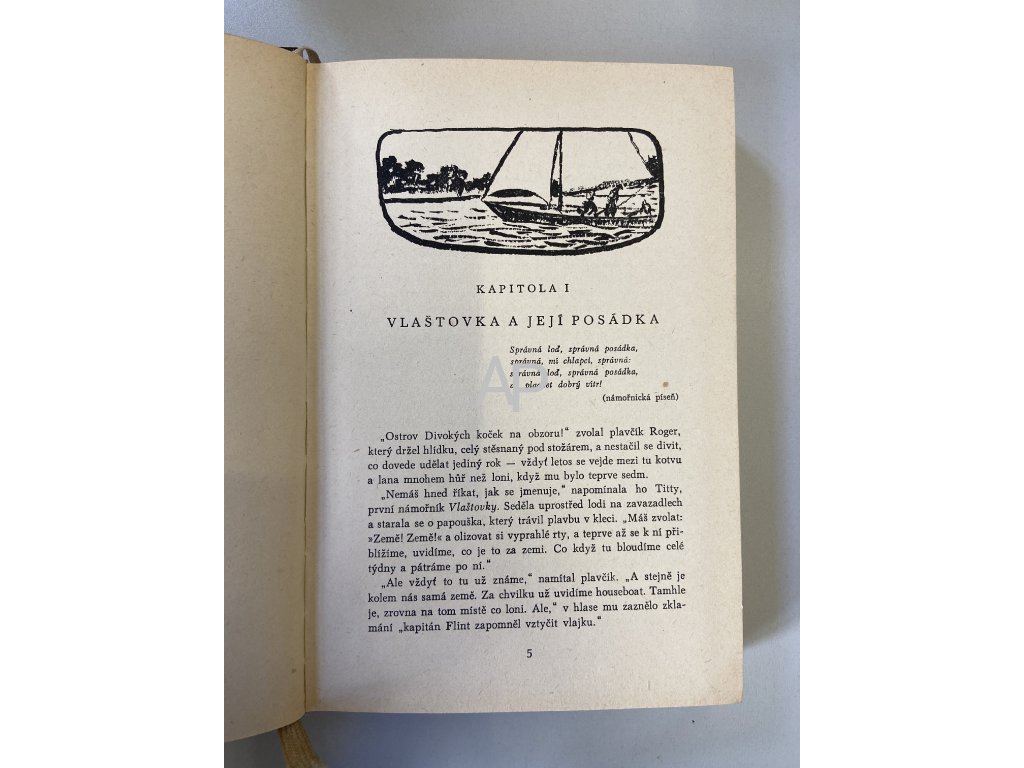 KAPITOLA I
VLAŠTOVKA A JEJÍ POSÁDKA
Správná loď, správná posádka,
správná, mí chlapci, správná:
správná loď, správná posádka,
dobrý vítr!
(námořnická píseň)
AP
„Ostrov Divokých koček na obzoru!“ zvolal plavčík Roger,
který držel hlídku, celý stěsnaný pod stožárem, a nestačil se divit,
co dovede udělat jediný rok — vždyť letos se vejde mezi tu kotvu
a lana mnohem hůř než loni, když mu bylo teprve sedm.
„Nemáš hned říkat, jak se jmenuje,“ napomínala ho Titty,
první námořník Vlaštovky. Seděla uprostřed lodi na zavazadlech
a starala se o papouška, který trávil plavbu v kleci. „Máš zvolat:
»Země! Země!« a olizovat si vyprahlé rty, a teprve až se k ní při-
blížíme, uvidíme, co je to za zemi. Co když tu bloudíme celé
týdny a pátráme po ní.“
„Ale vždyť to tu už známe,“ namítal plavčík. „A stejně je
kolem nás samá země. Za chvilku už uvidíme houseboat. Tamhle
je, zrovna na tom místě co loni. Ale,“ v hlase mu zaznělo zkla-
mání „kapitán Flint zapomněl vztyčit vlajku.“
5